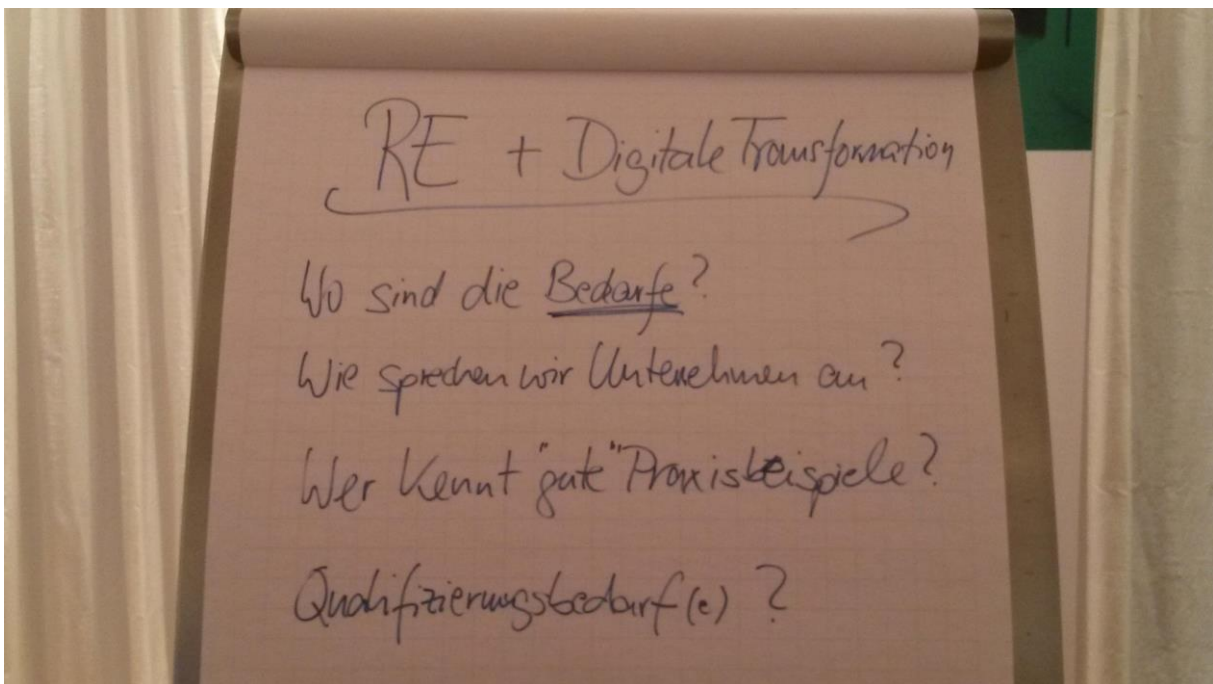 RE + Digitale Transformation
Wo sind die Bedarfe?
Wie sprechen wir Unternehmen an?
Wer kennt "gute" Praxisbeispiele?
Qualifizierungsbedarf(e)?